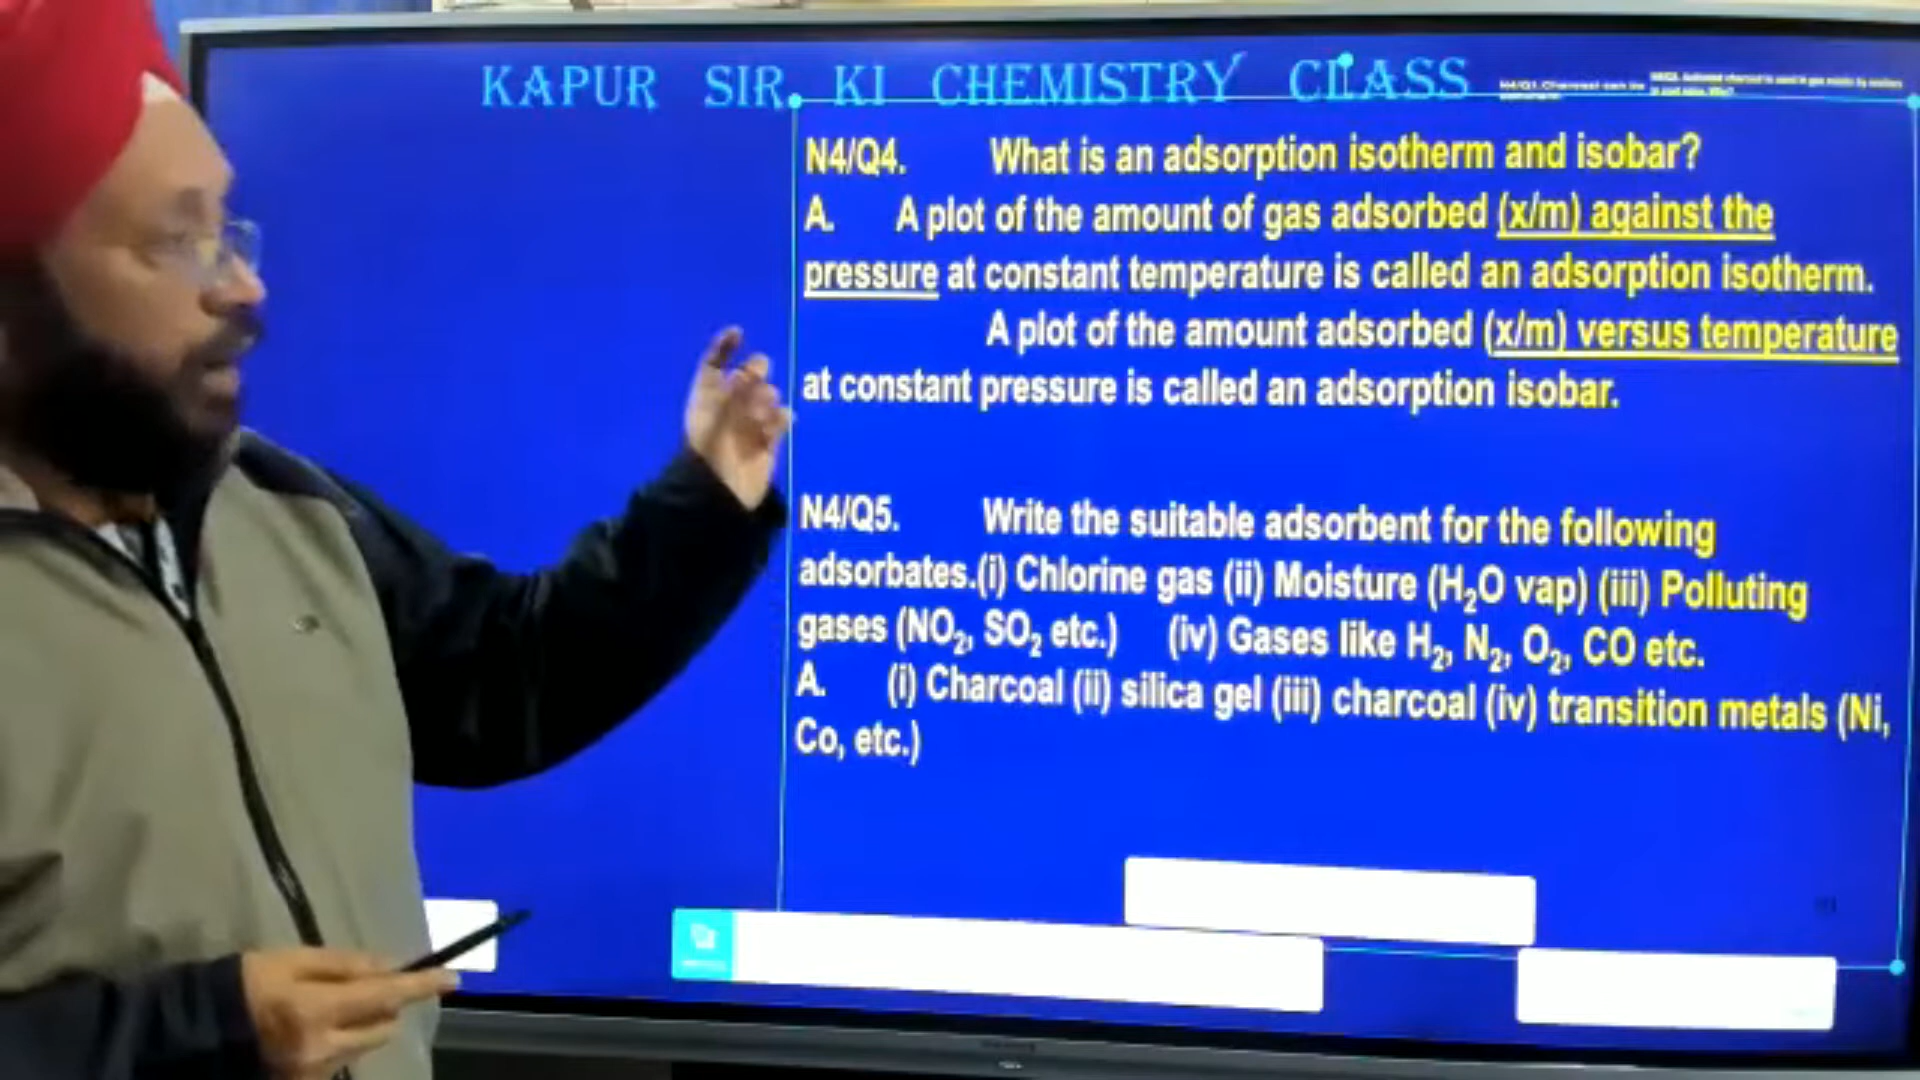 KAPUR SIR KI CHEMISTRY CLASS
N4/Q4. What is an adsorption isotherm and isobar?
A. A plot of the amount of gas adsorbed (x/m) against the
pressure at constant temperature is called an adsorption isotherm.
A plot of the amount adsorbed (x/m) versus temperature
at constant pressure is called an adsorption isobar.
N4/Q5. Write the suitable adsorbent for the following
adsorbates.(i) Chlorine gas (ii) Moisture (H₂O vap) (iii) Polluting
gases (NO₂, SO₂ etc.) (iv) Gases like H₂, N₂, O₂, CO etc.
A. (i) Charcoal (ii) silica gel (iii) charcoal (iv) transition metals (Ni,
Co, etc.)